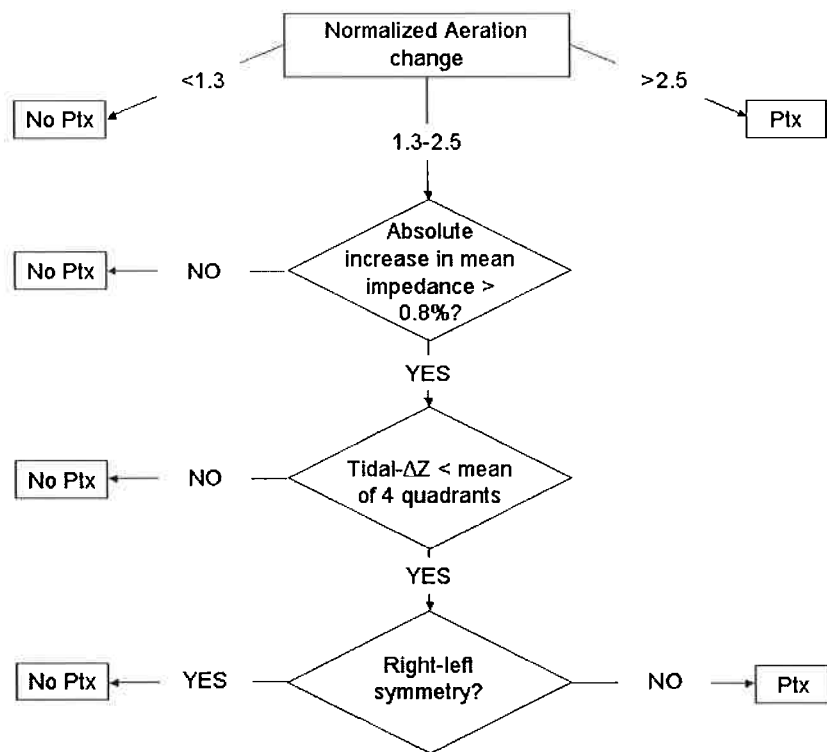 Normalized Aeration
change
<1.3
>2.5
No Ptx
Ptx
1.3-2.5
Absolute
increase in mean
impedance >
0.8%?
No Ptx
NO
YES
Tidal-ΔZ < mean
of 4 quadrants
No Ptx
NO
YES
Right-left
symmetry?
No Ptx
YES
NO
Ptx